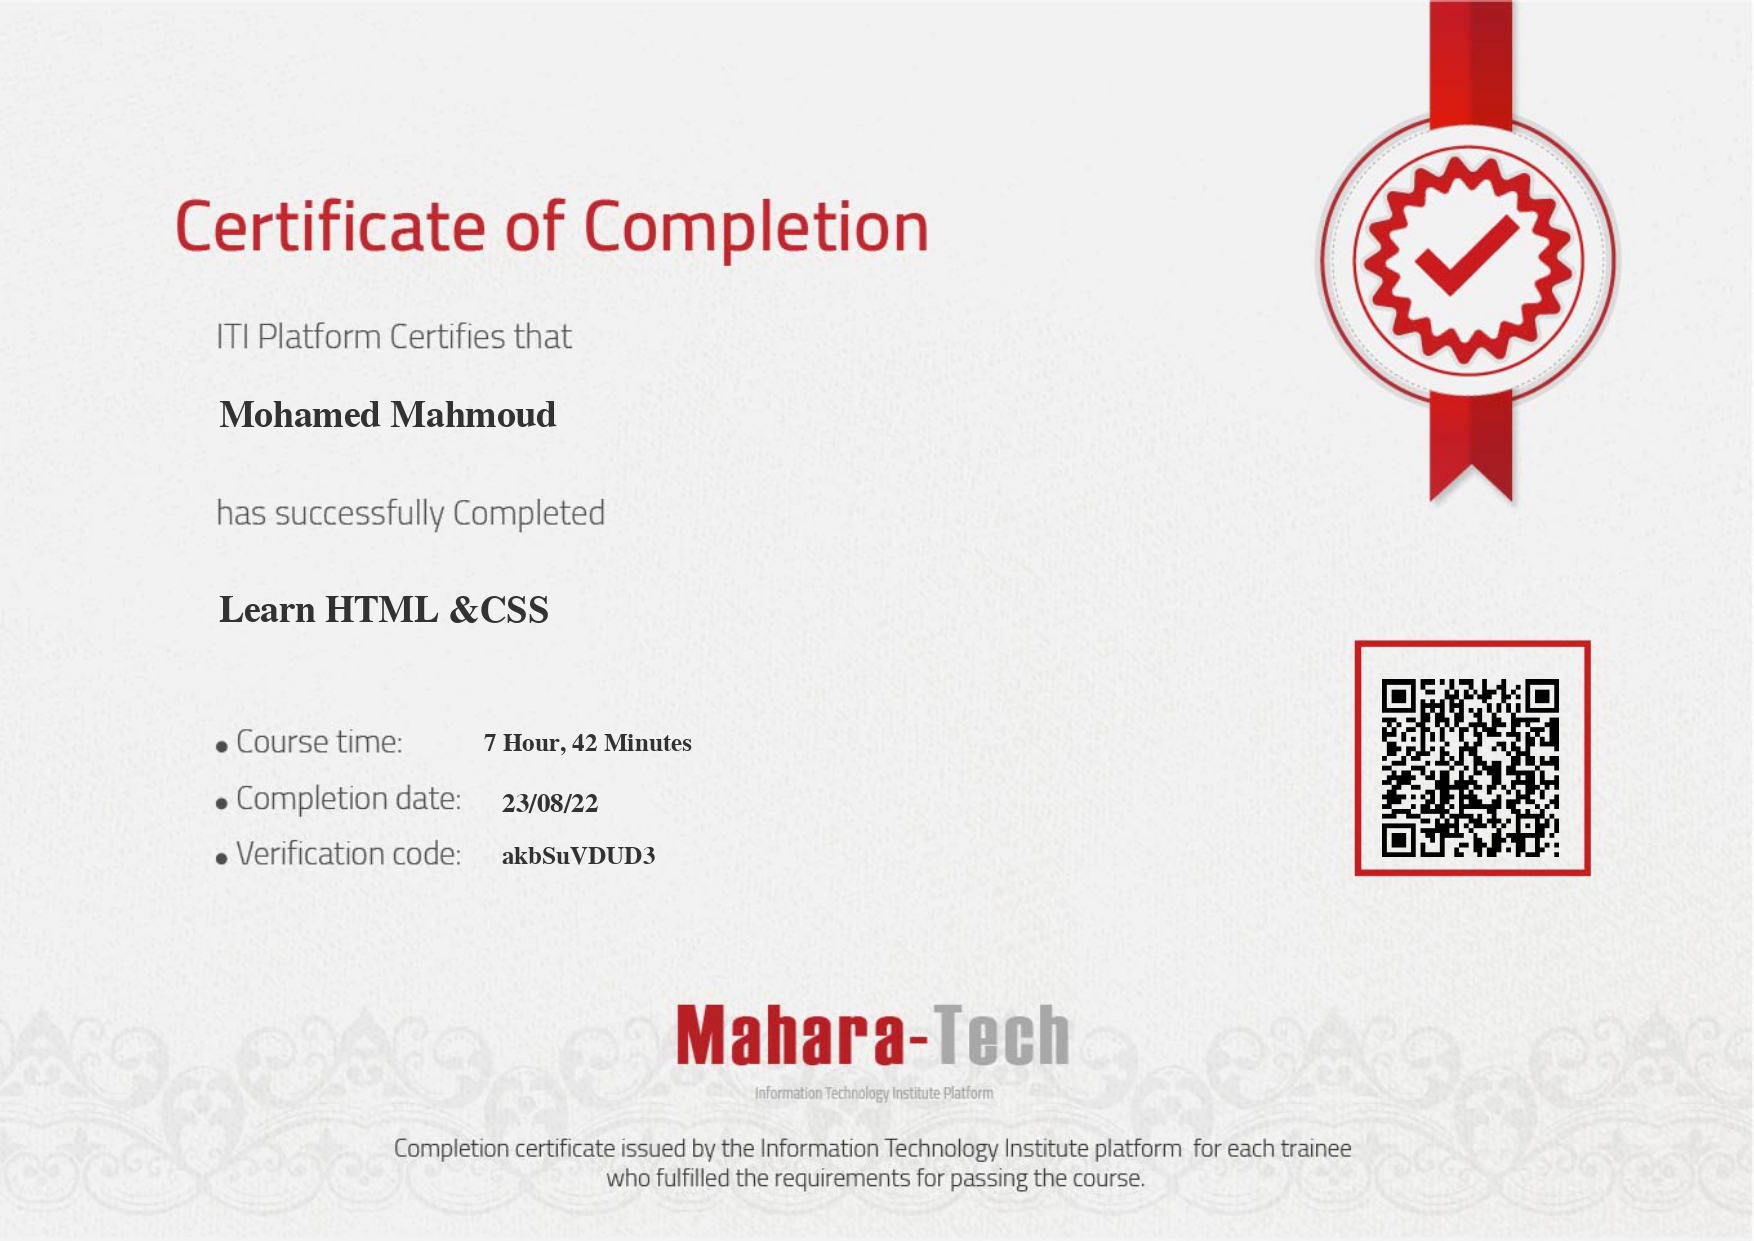 Certificate of Completion
ITI Platform Certifies that
Mohamed Mahmoud
has successfully Completed
Learn HTML &CSS
• Course time: 7 Hour, 42 Minutes
• Completion date: 23/08/22
• Verification code: akbSuVDUD3
Mahara-Tech
Information Technology Institute Platform
Completion certificate issued by the Information Technology Institute platform for each trainee
who fulfilled the requirements for passing the course.